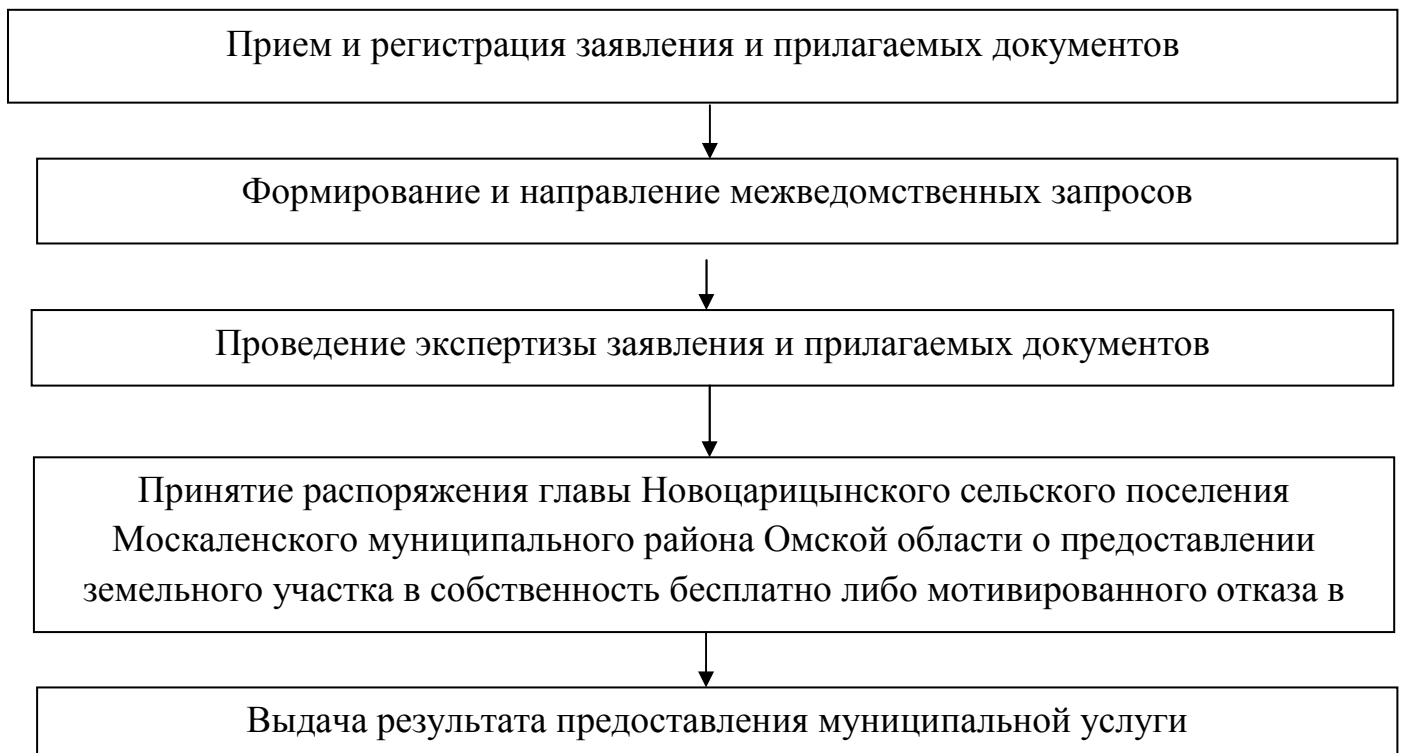 Прием и регистрация заявления и прилагаемых документов
Формирование и направление межведомственных запросов
Проведение экспертизы заявления и прилагаемых документов
Принятие распоряжения главы Новоцарицынского сельского поселения
Москаленского муниципального района Омской области о предоставлении
земельного участка в собственность бесплатно либо мотивированного отказа в
Выдача результата предоставления муниципальной услуги